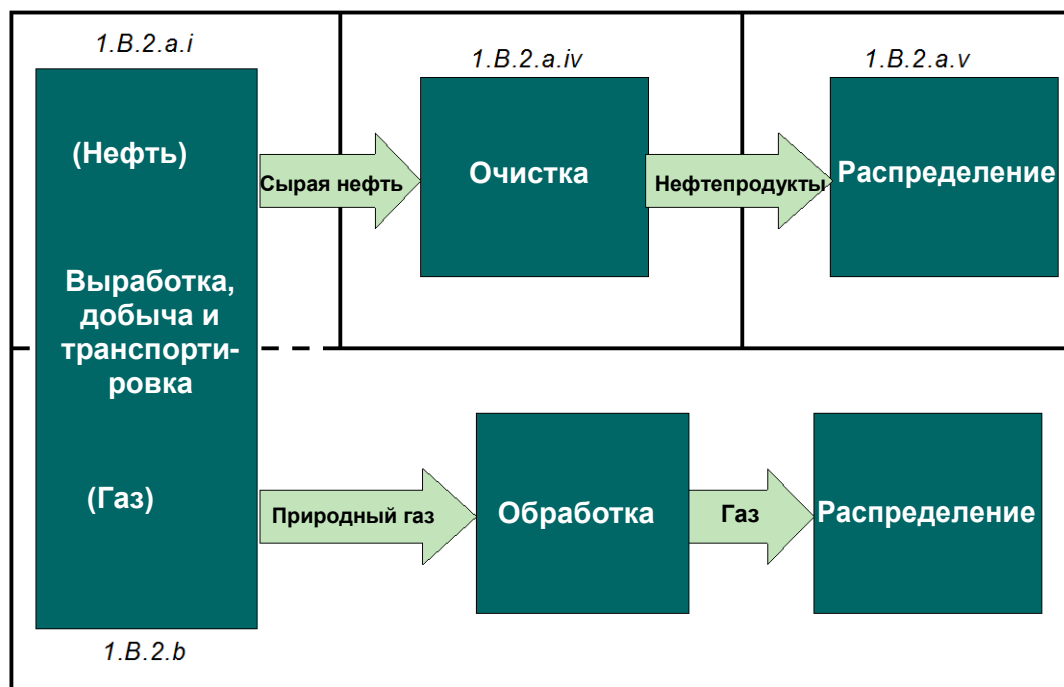 1.B.2.a.i
1.B.2.a.iv
1.B.2.a.v
(Нефть)
Сырая нефть
Очистка
Нефтепродукты
Распределение
Выработка,
добыча и
транспорти-
ровка
(Газ)
Природный газ
Обработка
Газ
Распределение
1.B.2.b